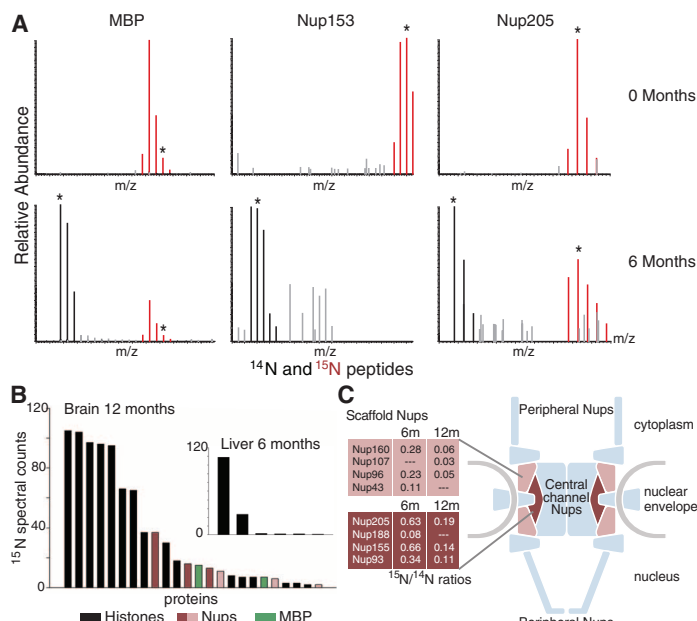 A
MBP
Nup153
Nup205
*
*
*
0 Months
Relative Abundance
m/z
m/z
m/z
*
*
*
*
*
6 Months
m/z
m/z
m/z
¹⁴N and ¹⁵N peptides
B
120
80
40
0
¹⁵N spectral counts
Brain 12 months
Liver 6 months
120
0
proteins
Histones
Nups
MBP
C
Scaffold Nups
6m 12m
Nup160 0.28 0.06
Nup107 --- 0.03
Nup96 0.23 0.05
Nup43 0.11 ---
6m 12m
Nup205 0.63 0.19
Nup188 0.08 ---
Nup155 0.66 0.14
Nup93 0.34 0.11
¹⁵N/¹⁴N ratios
Peripheral Nups
cytoplasm
Central
channel
Nups
nuclear
envelope
nucleus
Peripheral Nups